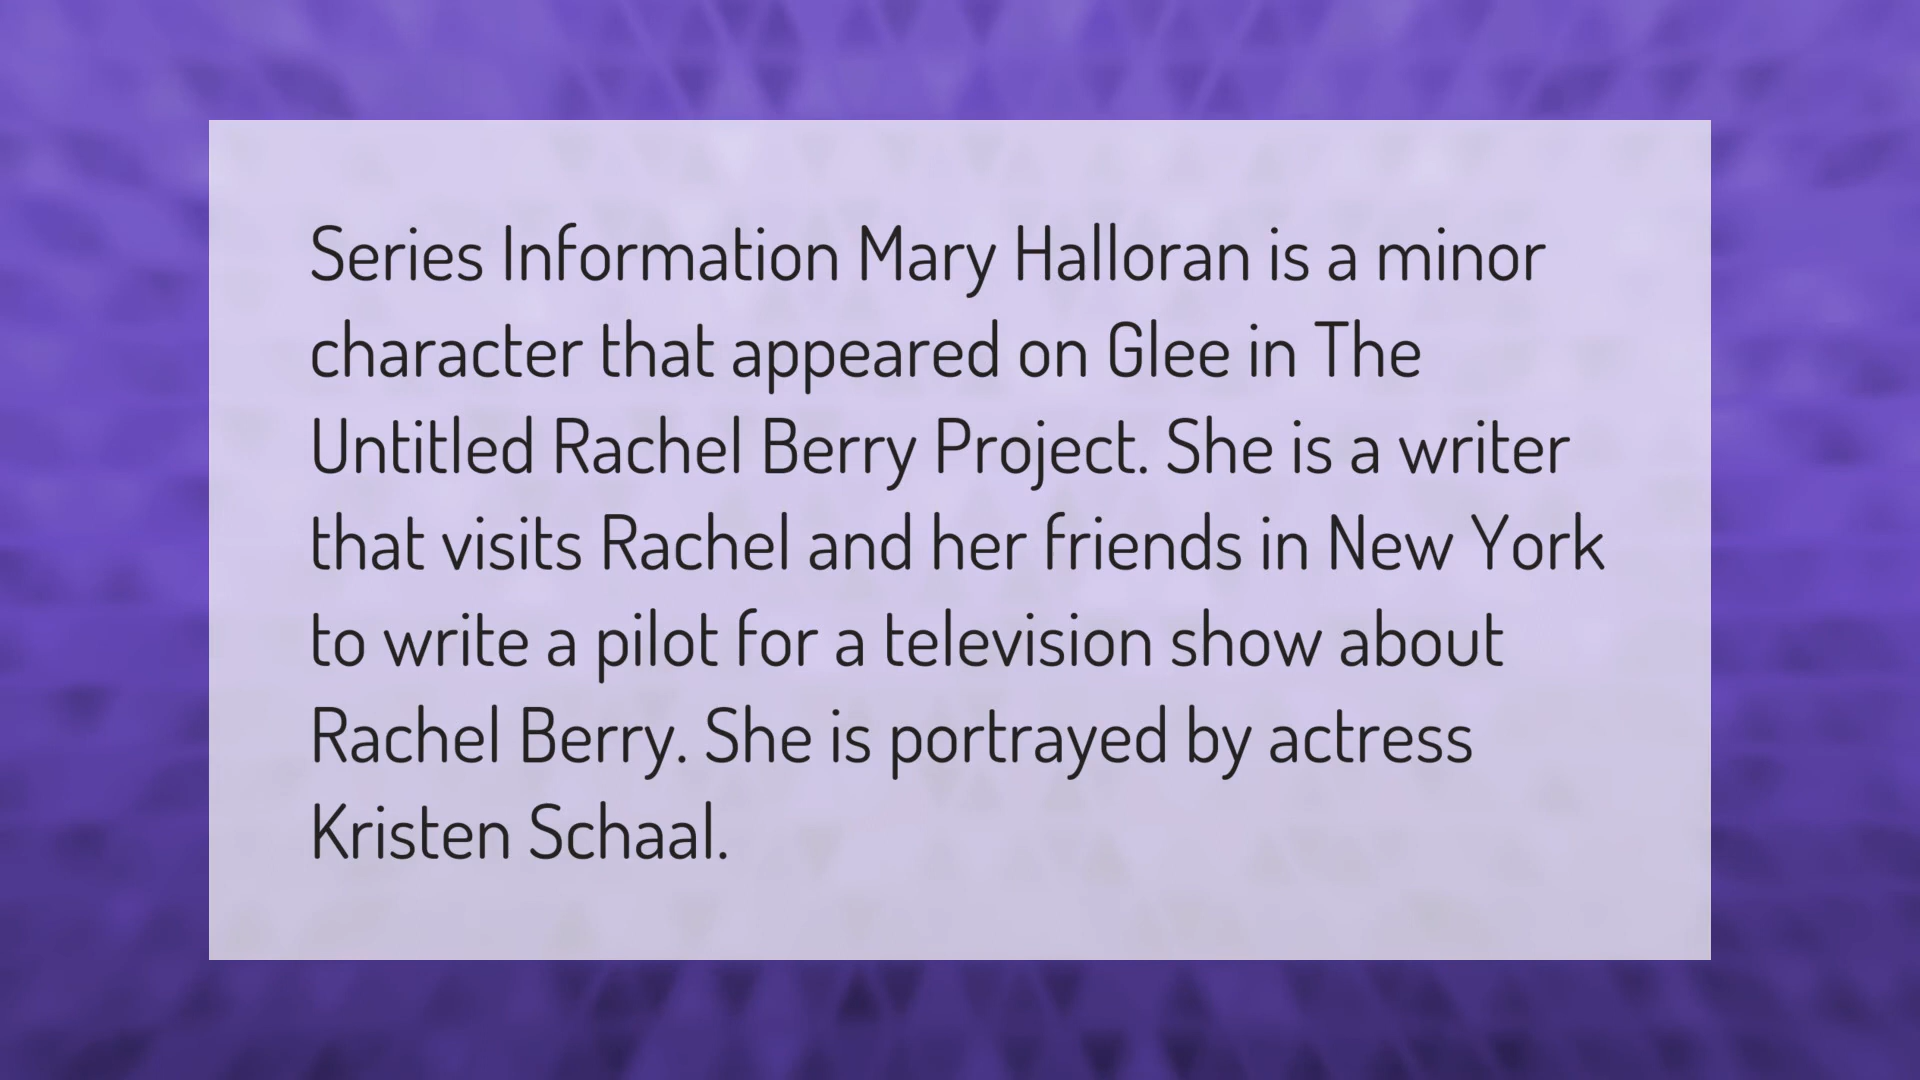 Series Information Mary Halloran is a minor
character that appeared on Glee in The
Untitled Rachel Berry Project. She is a writer
that visits Rachel and her friends in New York
to write a pilot for a television show about
Rachel Berry. She is portrayed by actress
Kristen Schaal.